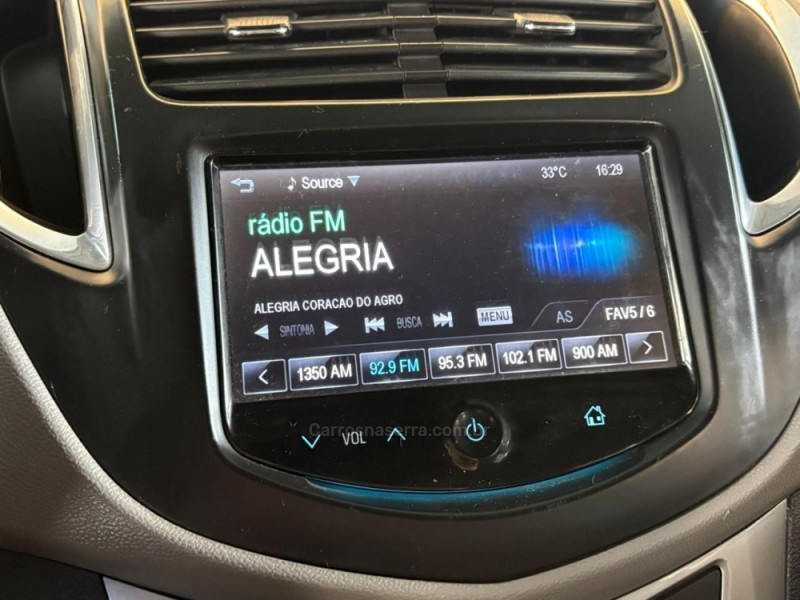 Source 33°C 16:29
rádio FM
ALEGRIA
ALEGRIA CORACAO DO AGRO
SINTONIA BUSCA MENU AS FAV5 / 6
1350 AM 92.9 FM 95.3 FM 102.1 FM 900 AM
VOL
Carrosnaserra.com.br